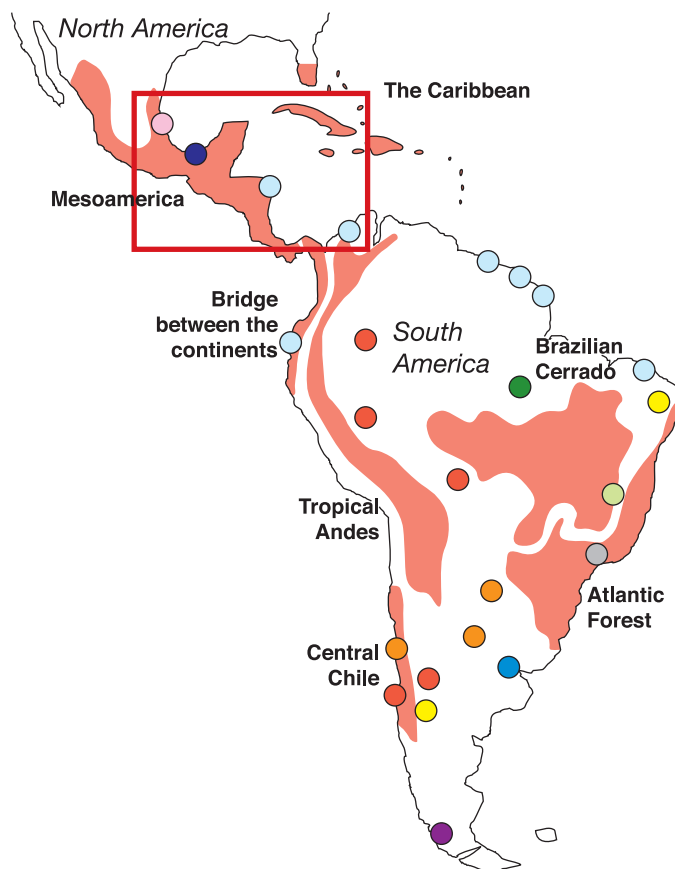 North America
The Caribbean
Mesoamerica
Bridge
between the
continents
South
America
Brazilian
Cerrado
Tropical
Andes
Atlantic
Forest
Central
Chile